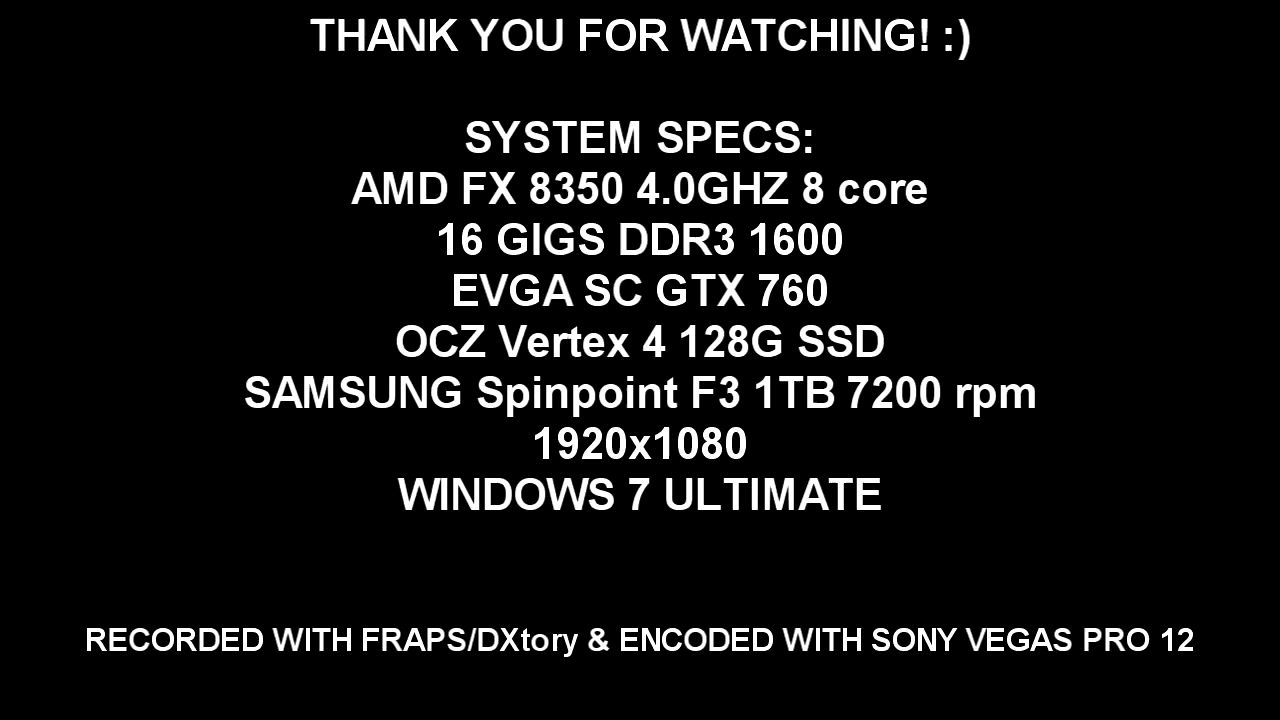 THANK YOU FOR WATCHING! :)
SYSTEM SPECS:
AMD FX 8350 4.0GHZ 8 core
16 GIGS DDR3 1600
EVGA SC GTX 760
OCZ Vertex 4 128G SSD
SAMSUNG Spinpoint F3 1TB 7200 rpm
1920x1080
WINDOWS 7 ULTIMATE
RECORDED WITH FRAPS/DXtory & ENCODED WITH SONY VEGAS PRO 12